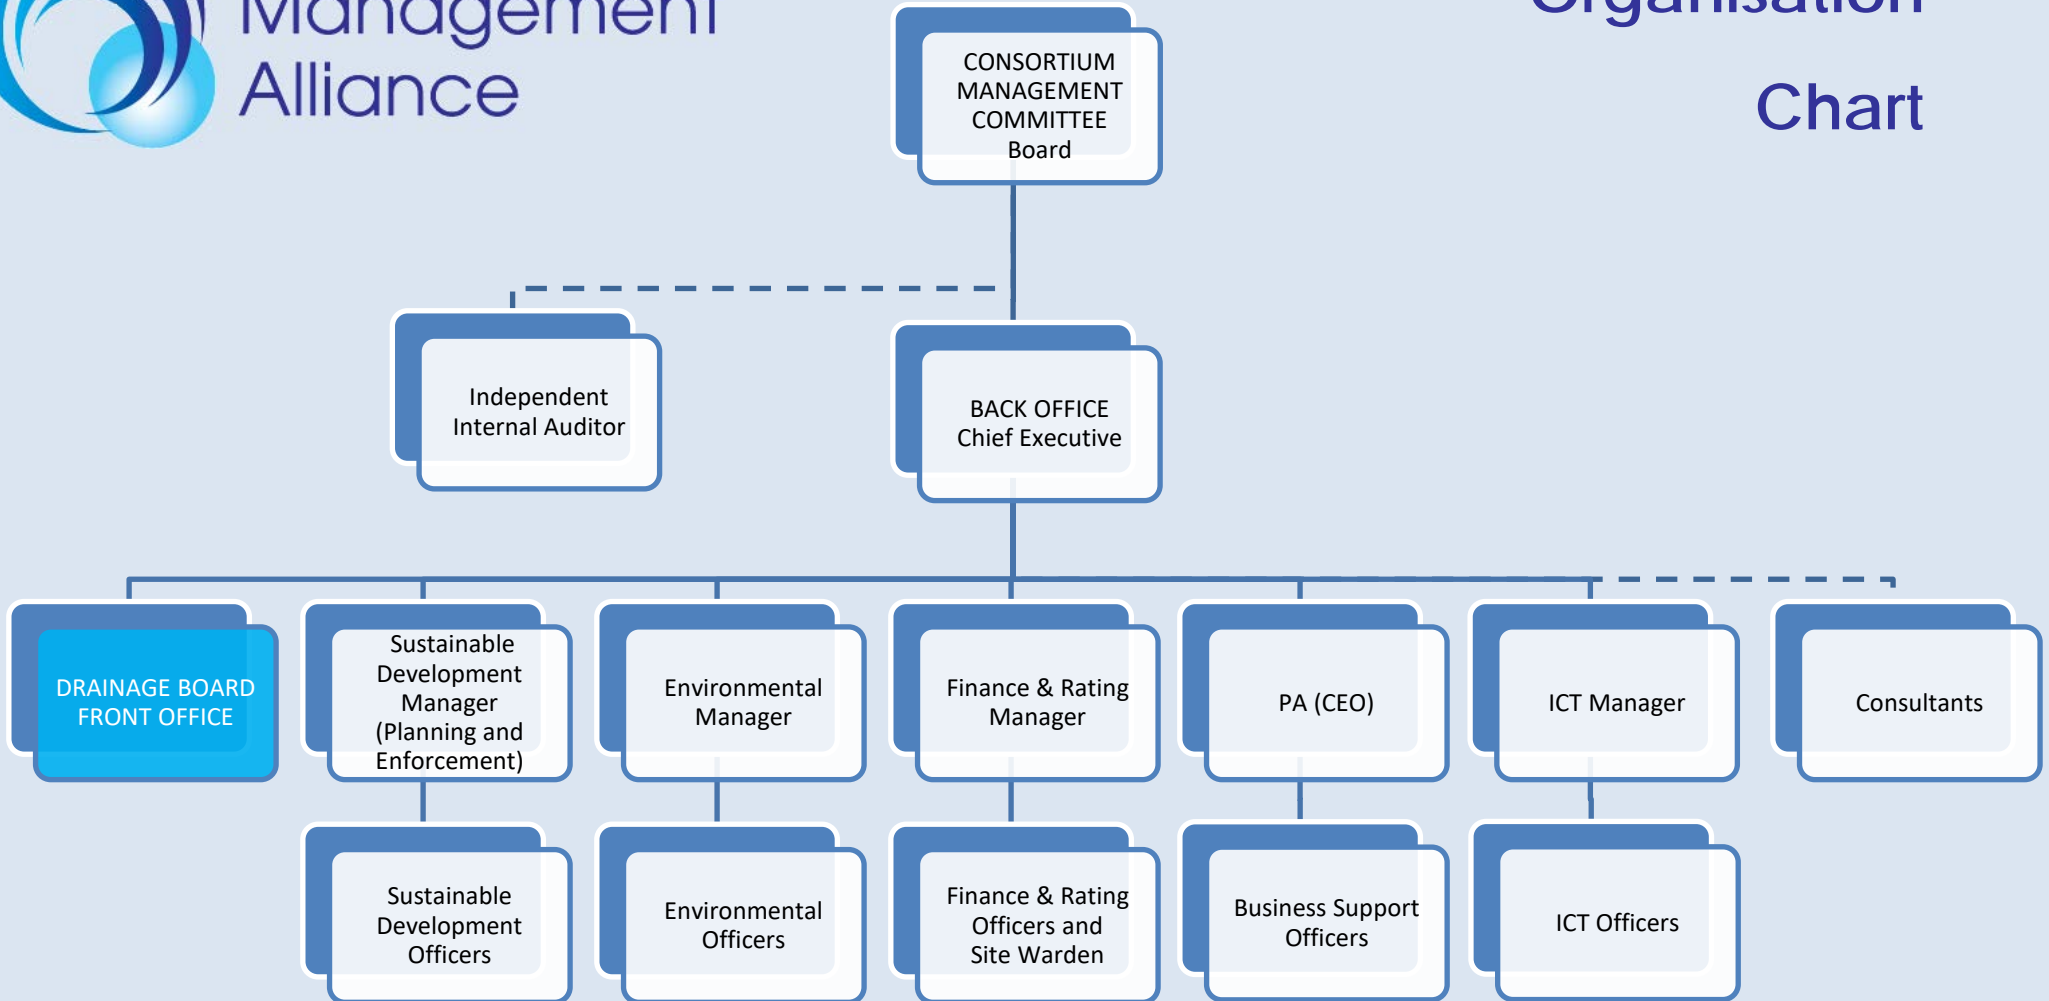 Management
Alliance
Organisation
Chart
CONSORTIUM
MANAGEMENT
COMMITTEE
Board
Independent
Internal Auditor
BACK OFFICE
Chief Executive
DRAINAGE BOARD
FRONT OFFICE
Sustainable
Development
Manager
(Planning and
Enforcement)
Environmental
Manager
Finance & Rating
Manager
PA (CEO)
ICT Manager
Consultants
Sustainable
Development
Officers
Environmental
Officers
Finance & Rating
Officers and
Site Warden
Business Support
Officers
ICT Officers